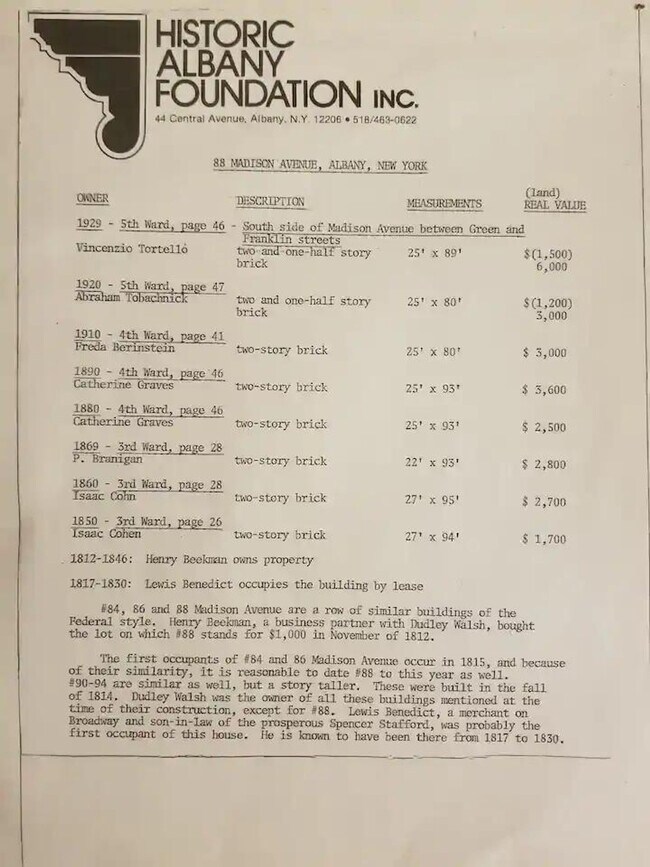 HISTORIC
ALBANY
FOUNDATION INC.
44 Central Avenue, Albany, N.Y. 12206 • 518/463-0622
88 MADISON AVENUE, ALBANY, NEW YORK
OWNER DESCRIPTION MEASUREMENTS (land) REAL VALUE
1929 - 5th Ward, page 46 - South side of Madison Avenue between Green and
Franklin streets
Vincenzio Tortello two-and-one-half story 25' x 89' $(1,500)
brick 6,000
1920 - 5th Ward, page 47
Abraham Tobachnick two and one-half story 25' x 80' $(1,200)
brick 3,000
1910 - 4th Ward, page 41
Freda Berinstein two-story brick 25' x 80' $ 3,000
1890 - 4th Ward, page 46
Catherine Graves two-story brick 25' x 93' $ 3,600
1880 - 4th Ward, page 46
Catherine Graves two-story brick 25' x 93' $ 2,500
1869 - 3rd Ward, page 28
P. Branigan two-story brick 22' x 93' $ 2,800
1860 - 3rd Ward, page 28
Isaac Cohn two-story brick 27' x 95' $ 2,700
1850 - 3rd Ward, page 26
Isaac Cohen two-story brick 27' x 94' $ 1,700
1812-1846: Henry Beekman owns property
1817-1830: Lewis Benedict occupies the building by lease
#84, 86 and 88 Madison Avenue are a row of similar buildings of the
Federal style. Henry Beekman, a business partner with Dudley Walsh, bought
the lot on which #88 stands for $1,000 in November of 1812.
The first occupants of #84 and 86 Madison Avenue occur in 1815, and because
of their similarity, it is reasonable to date #88 to this year as well.
#90-94 are similar as well, but a story taller. These were built in the fall
of 1814. Dudley Walsh was the owner of all these buildings mentioned at the
time of their construction, except for #88. Lewis Benedict, a merchant on
Broadway and son-in-law of the prosperous Spencer Stafford, was probably the
first occupant of this house. He is known to have been there from 1817 to 1830.